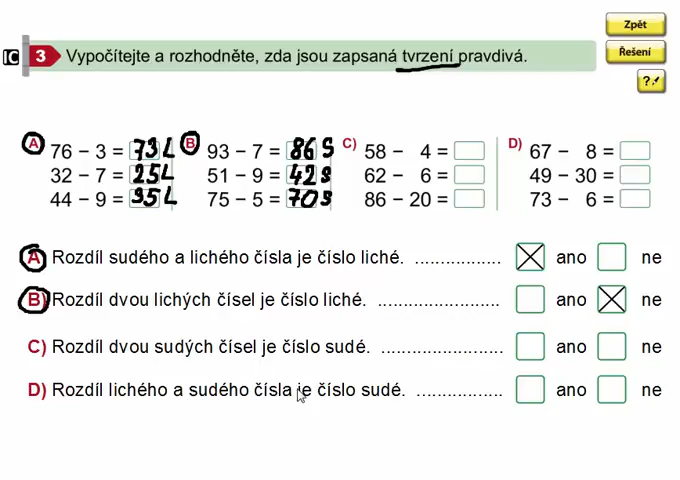 Zpět
Řešení
?
3 Vypočítejte a rozhodněte, zda jsou zapsaná tvrzení pravdivá.
A 76 − 3 = 73 L B 93 − 7 = 86 S C) 58 − 4 = D) 67 − 8 =
32 − 7 = 25 L 51 − 9 = 42 S 62 − 6 = 49 − 30 =
44 − 9 = 35 L 75 − 5 = 70 S 86 − 20 = 73 − 6 =
A Rozdíl sudého a lichého čísla je číslo liché. ................. ano ne
B) Rozdíl dvou lichých čísel je číslo liché. ....................... ano ne
C) Rozdíl dvou sudých čísel je číslo sudé. ....................... ano ne
D) Rozdíl lichého a sudého čísla je číslo sudé. ................ ano ne